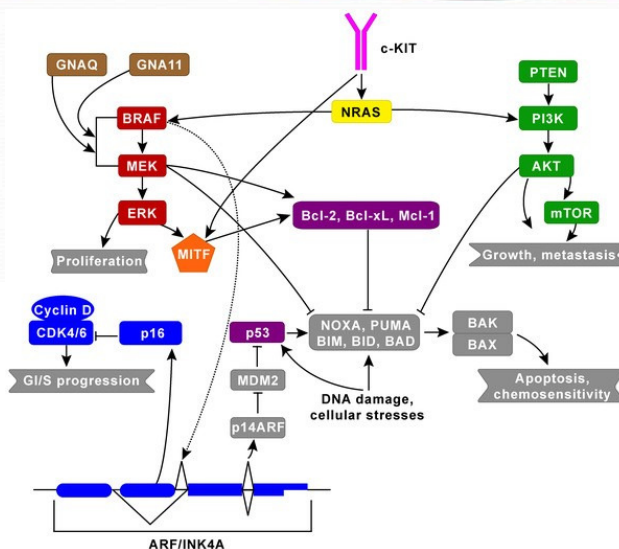 c-KIT
GNAQ
GNA11
PTEN
BRAF
NRAS
PI3K
MEK
AKT
ERK
Bcl-2, Bcl-xL, Mcl-1
mTOR
Proliferation
MITF
Growth, metastasis
Cyclin D
CDK4/6
p16
p53
NOXA, PUMA
BIM, BID, BAD
BAK
BAX
GI/S progression
MDM2
DNA damage,
cellular stresses
Apoptosis,
chemosensitivity
p14ARF
ARF/INK4A